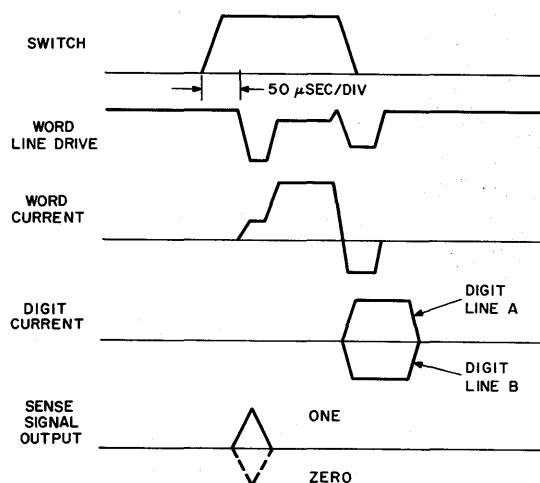 SWITCH
50 μSEC/DIV
WORD
LINE DRIVE
WORD
CURRENT
DIGIT
CURRENT
DIGIT
LINE A
DIGIT
LINE B
SENSE
SIGNAL
OUTPUT
ONE
ZERO